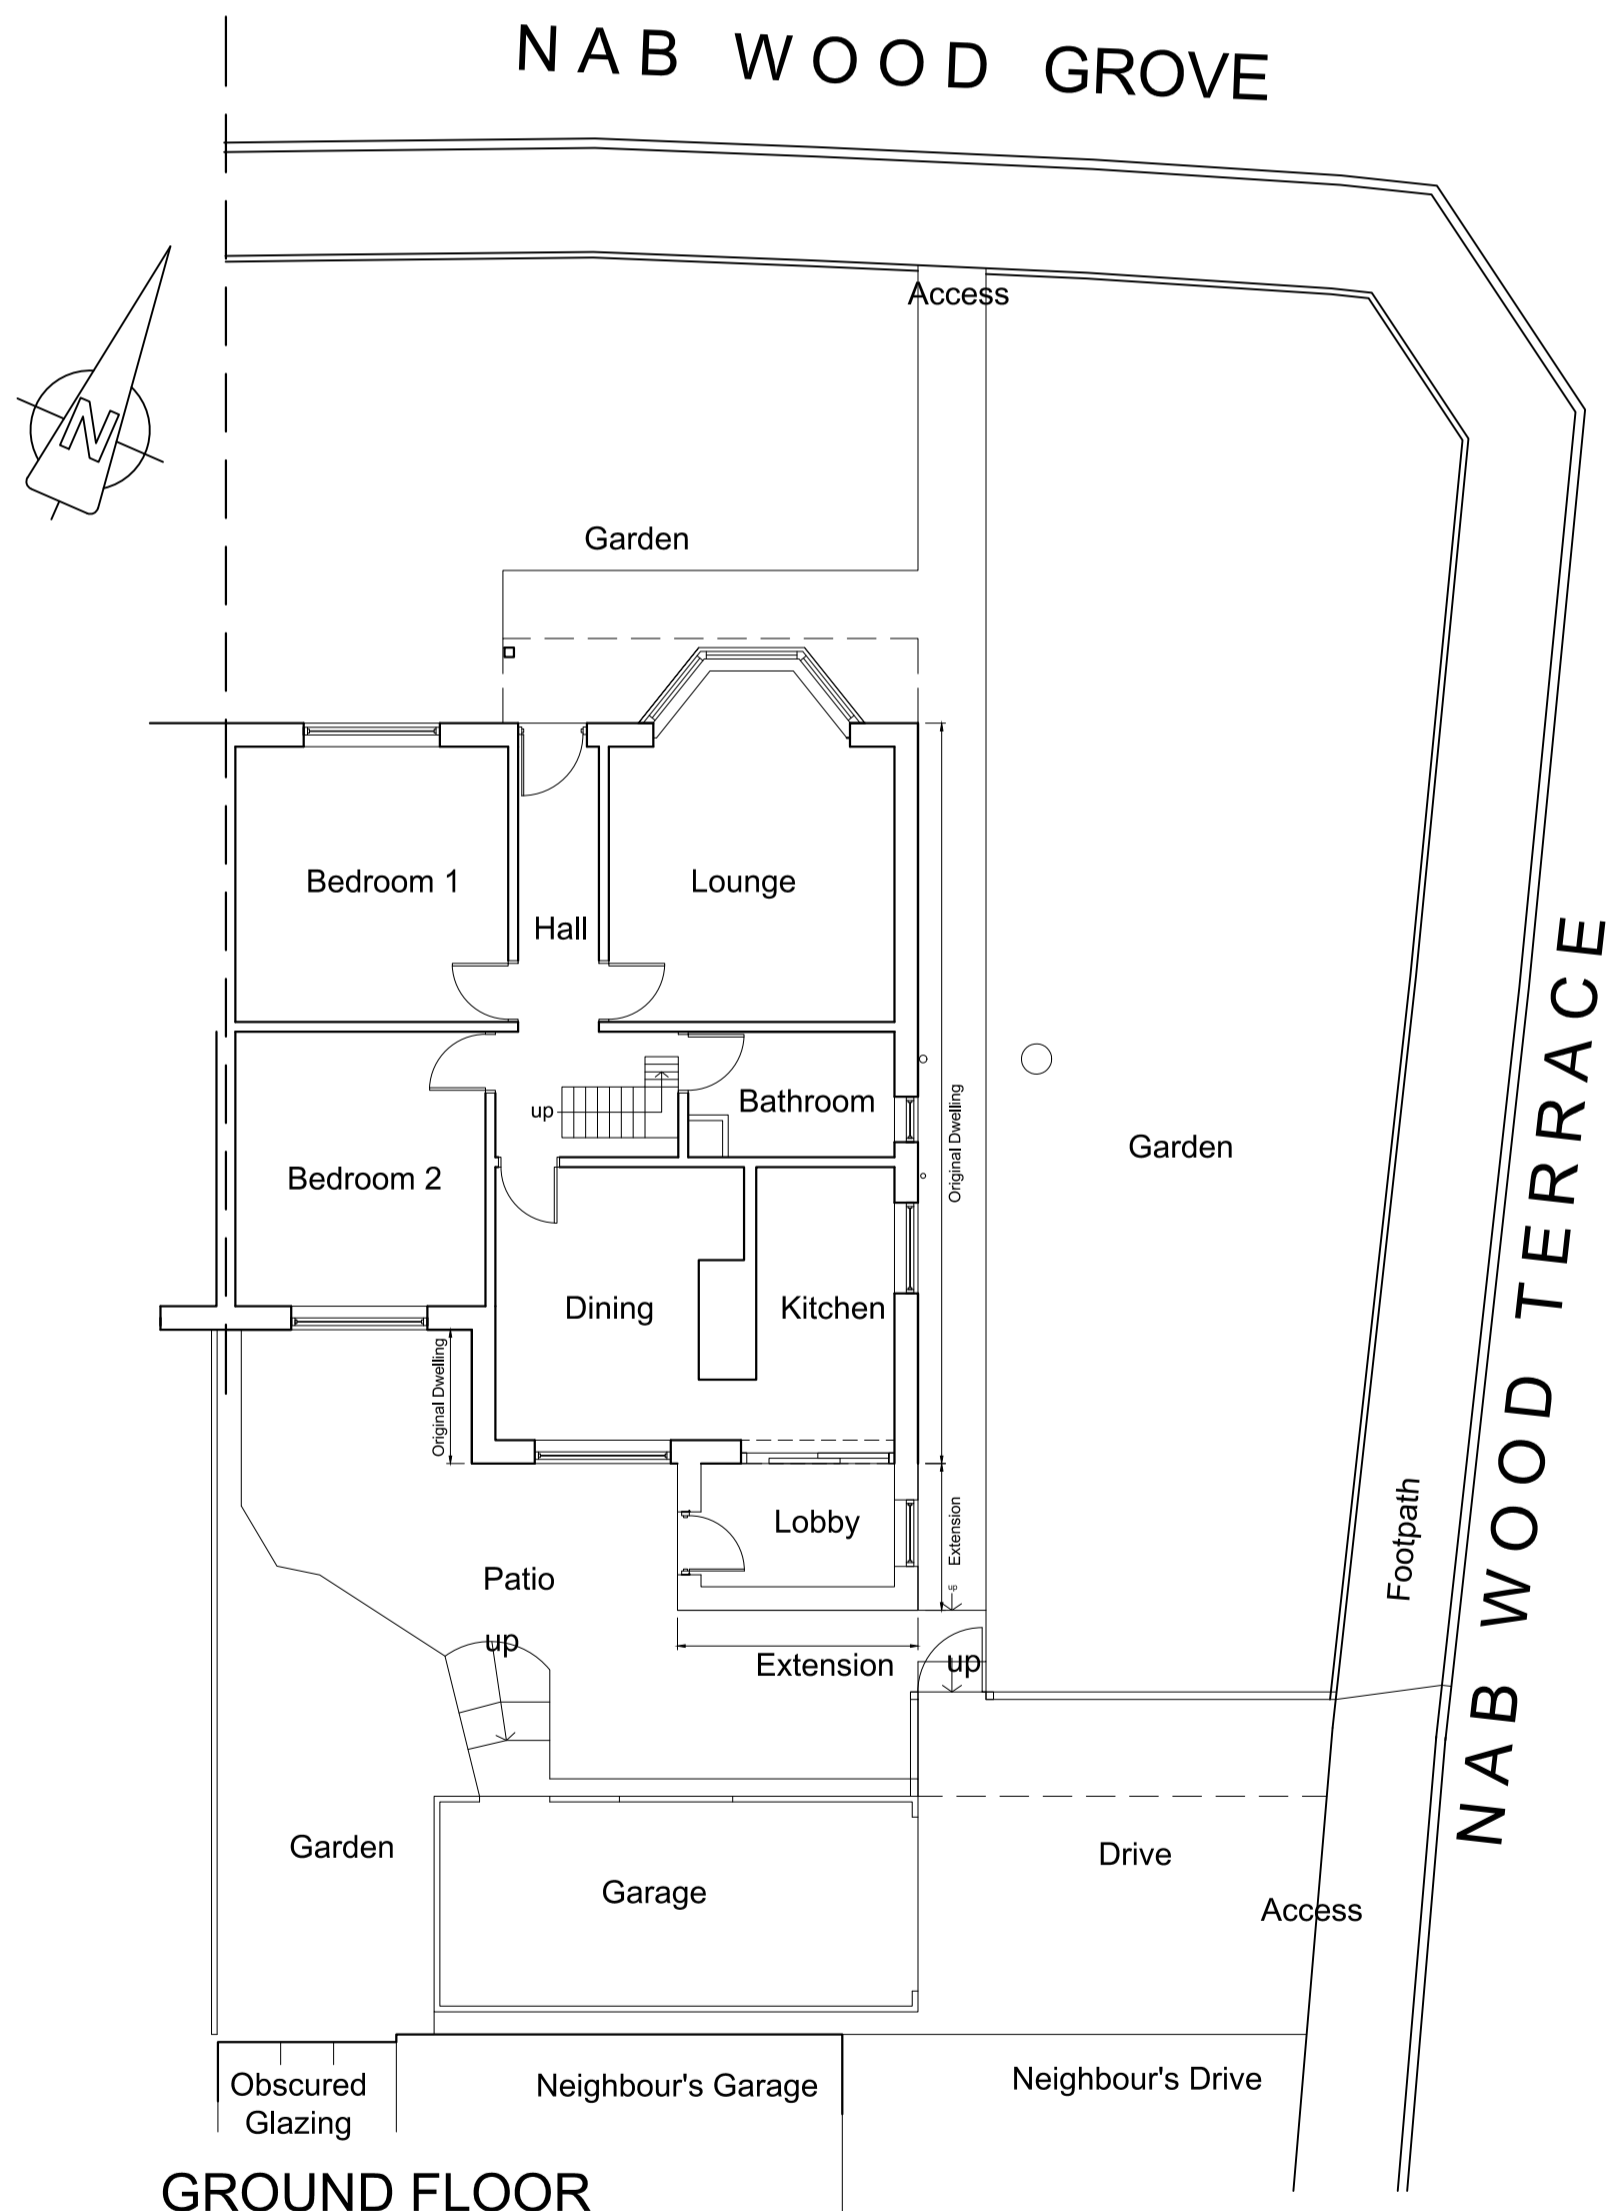 NAB WOOD GROVE
Access
N
Garden
Bedroom 1
Lounge
Hall
up
Bathroom
Original Dwelling
Garden
Bedroom 2
Dining
Kitchen
Original Dwelling
NAB WOOD TERRACE
Footpath
Lobby
Extension
Patio
up
up
Extension
up
Garden
Garage
Drive
Access
Obscured
Glazing
Neighbour's Garage
Neighbour's Drive
GROUND FLOOR